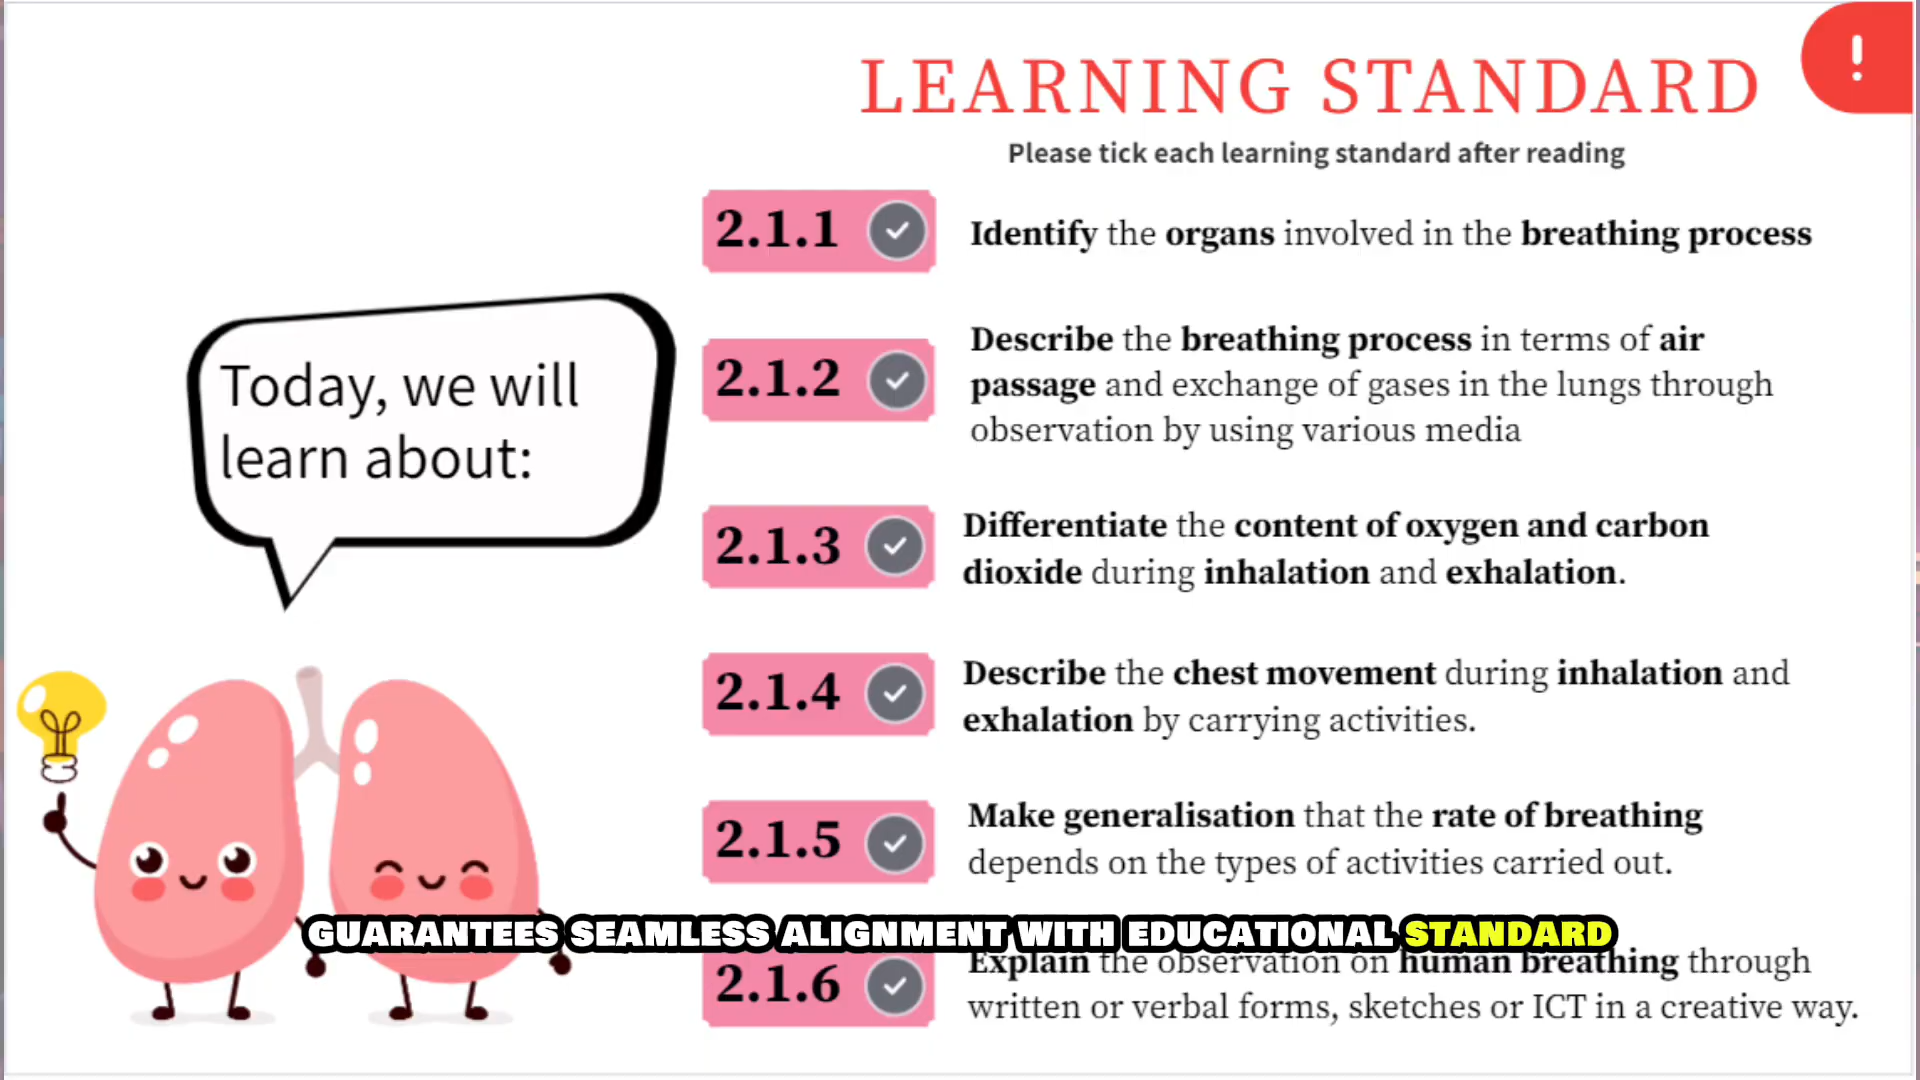 LEARNING STANDARD
!
Please tick each learning standard after reading
Today, we will
learn about:
2.1.1
Identify the organs involved in the breathing process
2.1.2
Describe the breathing process in terms of air
passage and exchange of gases in the lungs through
observation by using various media
2.1.3
Differentiate the content of oxygen and carbon
dioxide during inhalation and exhalation.
2.1.4
Describe the chest movement during inhalation and
exhalation by carrying activities.
2.1.5
Make generalisation that the rate of breathing
depends on the types of activities carried out.
GUARANTEES SEAMLESS ALIGNMENT WITH EDUCATIONAL STANDARD
2.1.6
Explain the observation on human breathing through
written or verbal forms, sketches or ICT in a creative way.